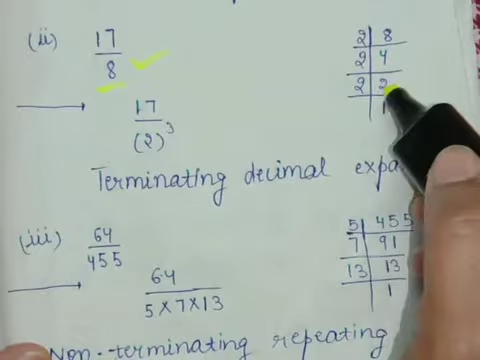 (ii) 17/8
2 | 8
2 | 4
2 | 2
1
17/(2)³
Terminating decimal expa
(iii) 64/455
5 | 455
7 | 91
13 | 13
1
64/5×7×13
Non-terminating repeating